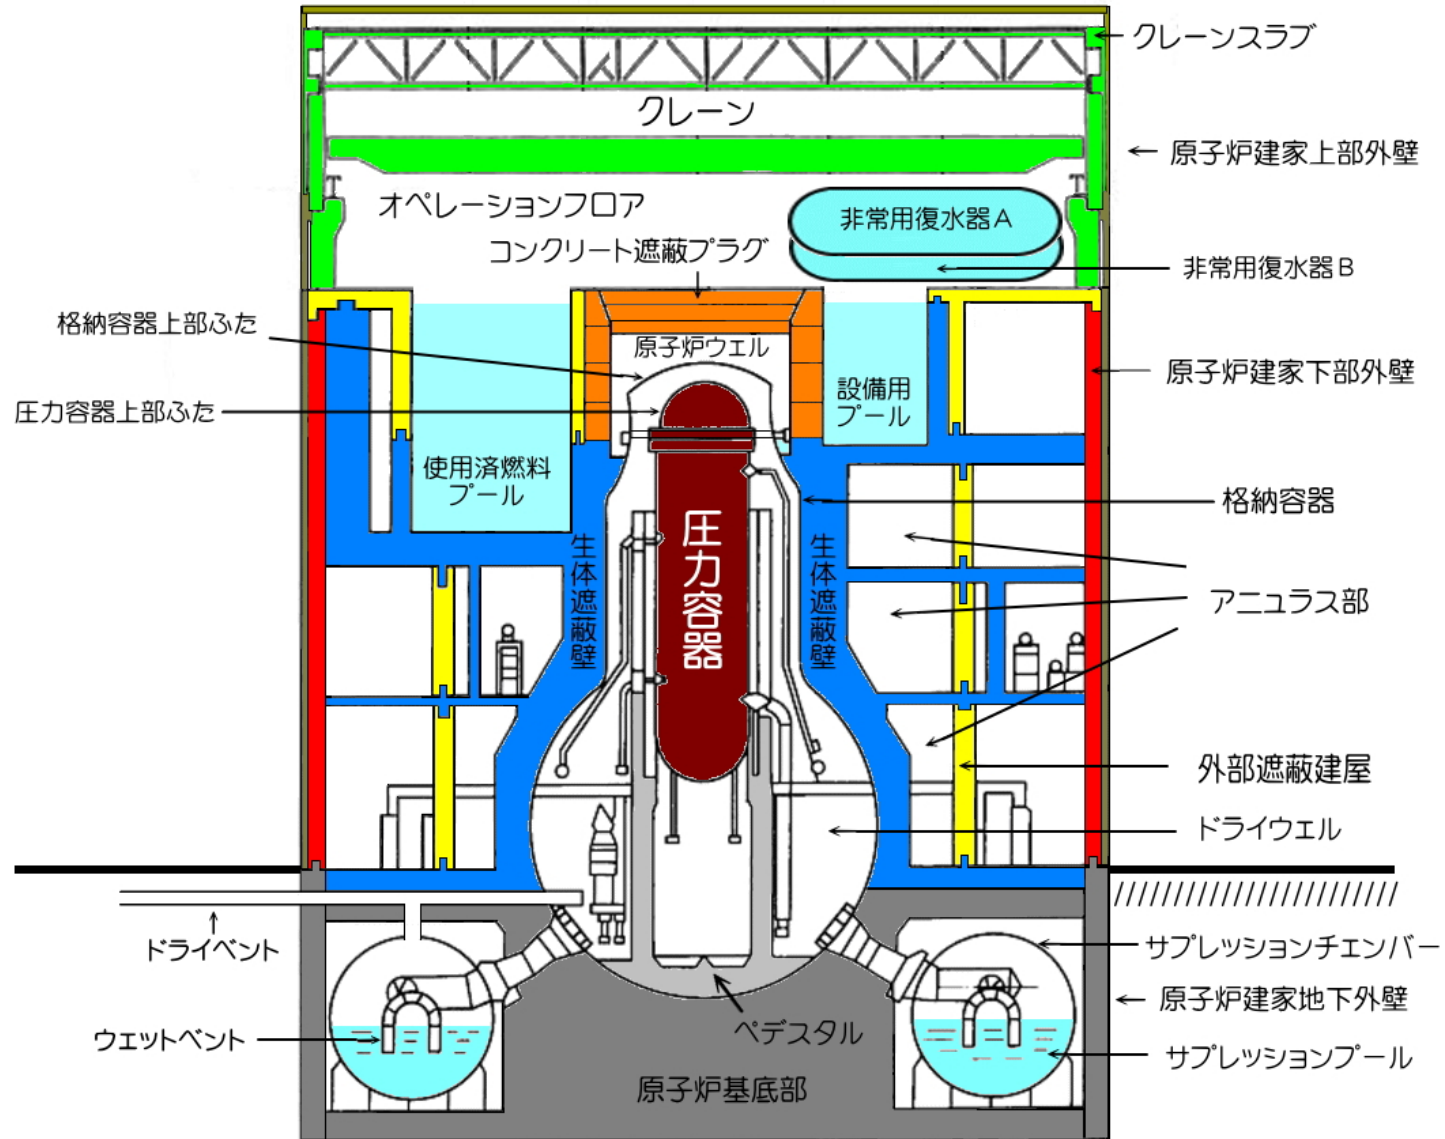 クレーンスラブ
クレーン
原子炉建家上部外壁
オペレーションフロア
非常用復水器A
コンクリート遮蔽プラグ
非常用復水器B
格納容器上部ふた
原子炉ウェル
原子炉建家下部外壁
設備用
プール
圧力容器上部ふた
使用済燃料
プール
格納容器
圧力容器
生体遮蔽壁
生体遮蔽壁
アニュラス部
外部遮蔽建屋
ドライウェル
ドライベント
サプレッションチェンバー
原子炉建家地下外壁
ウェットベント
ペデスタル
サプレッションプール
原子炉基底部